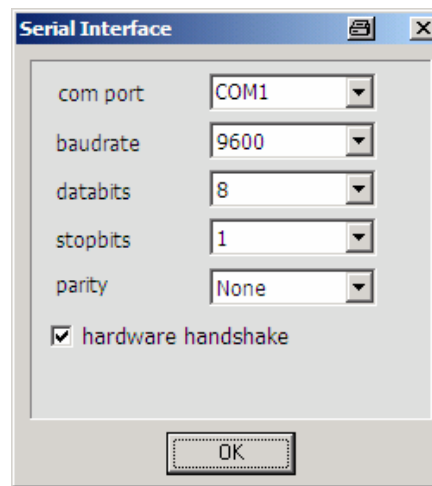 Serial Interface
com port COM1
baudrate 9600
databits 8
stopbits 1
parity None
hardware handshake
OK